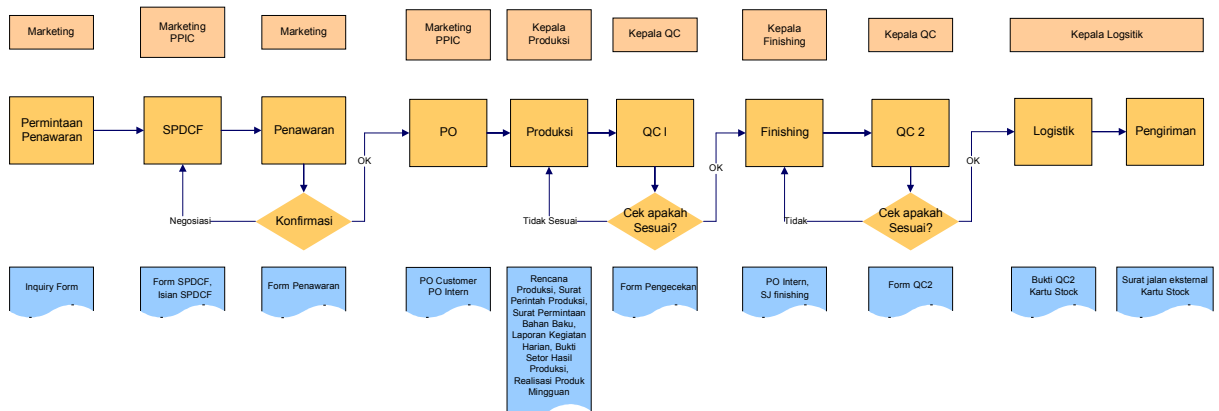 Marketing
Marketing
PPIC
Marketing
Marketing
PPIC
Kepala
Produksi
Kepala QC
Kepala
Finishing
Kepala QC
Kepala Logsitik
Permintaan
Penawaran
SPDCF
Penawaran
PO
Produksi
QC I
Finishing
QC 2
Logistik
Pengiriman
OK
OK
OK
Negosiasi
Konfirmasi
Tidak Sesuai
Cek apakah
Sesuai?
Tidak
Cek apakah
Sesuai?
Inquiry Form
Form SPDCF,
Isian SPDCF
Form Penawaran
PO Customer
PO Intern
Rencana
Produksi, Surat
Perintah Produksi,
Surat Permintaan
Bahan Baku,
Laporan Kegiatan
Harian, Bukti
Setor Hasil
Produksi,
Realisasi Produk
Mingguan
Form Pengecekan
PO Intern,
SJ finishing
Form QC2
Bukti QC2
Kartu Stock
Surat jalan eksternal
Kartu Stock